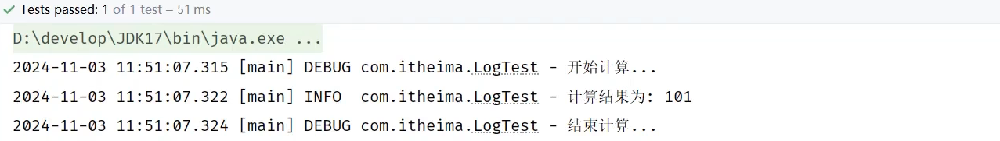 Tests passed: 1 of 1 test – 51 ms
D:\develop\JDK17\bin\java.exe ...
2024-11-03 11:51:07.315 [main] DEBUG com.itheima.LogTest - 开始计算...
2024-11-03 11:51:07.322 [main] INFO  com.itheima.LogTest - 计算结果为: 101
2024-11-03 11:51:07.324 [main] DEBUG com.itheima.LogTest - 结束计算...